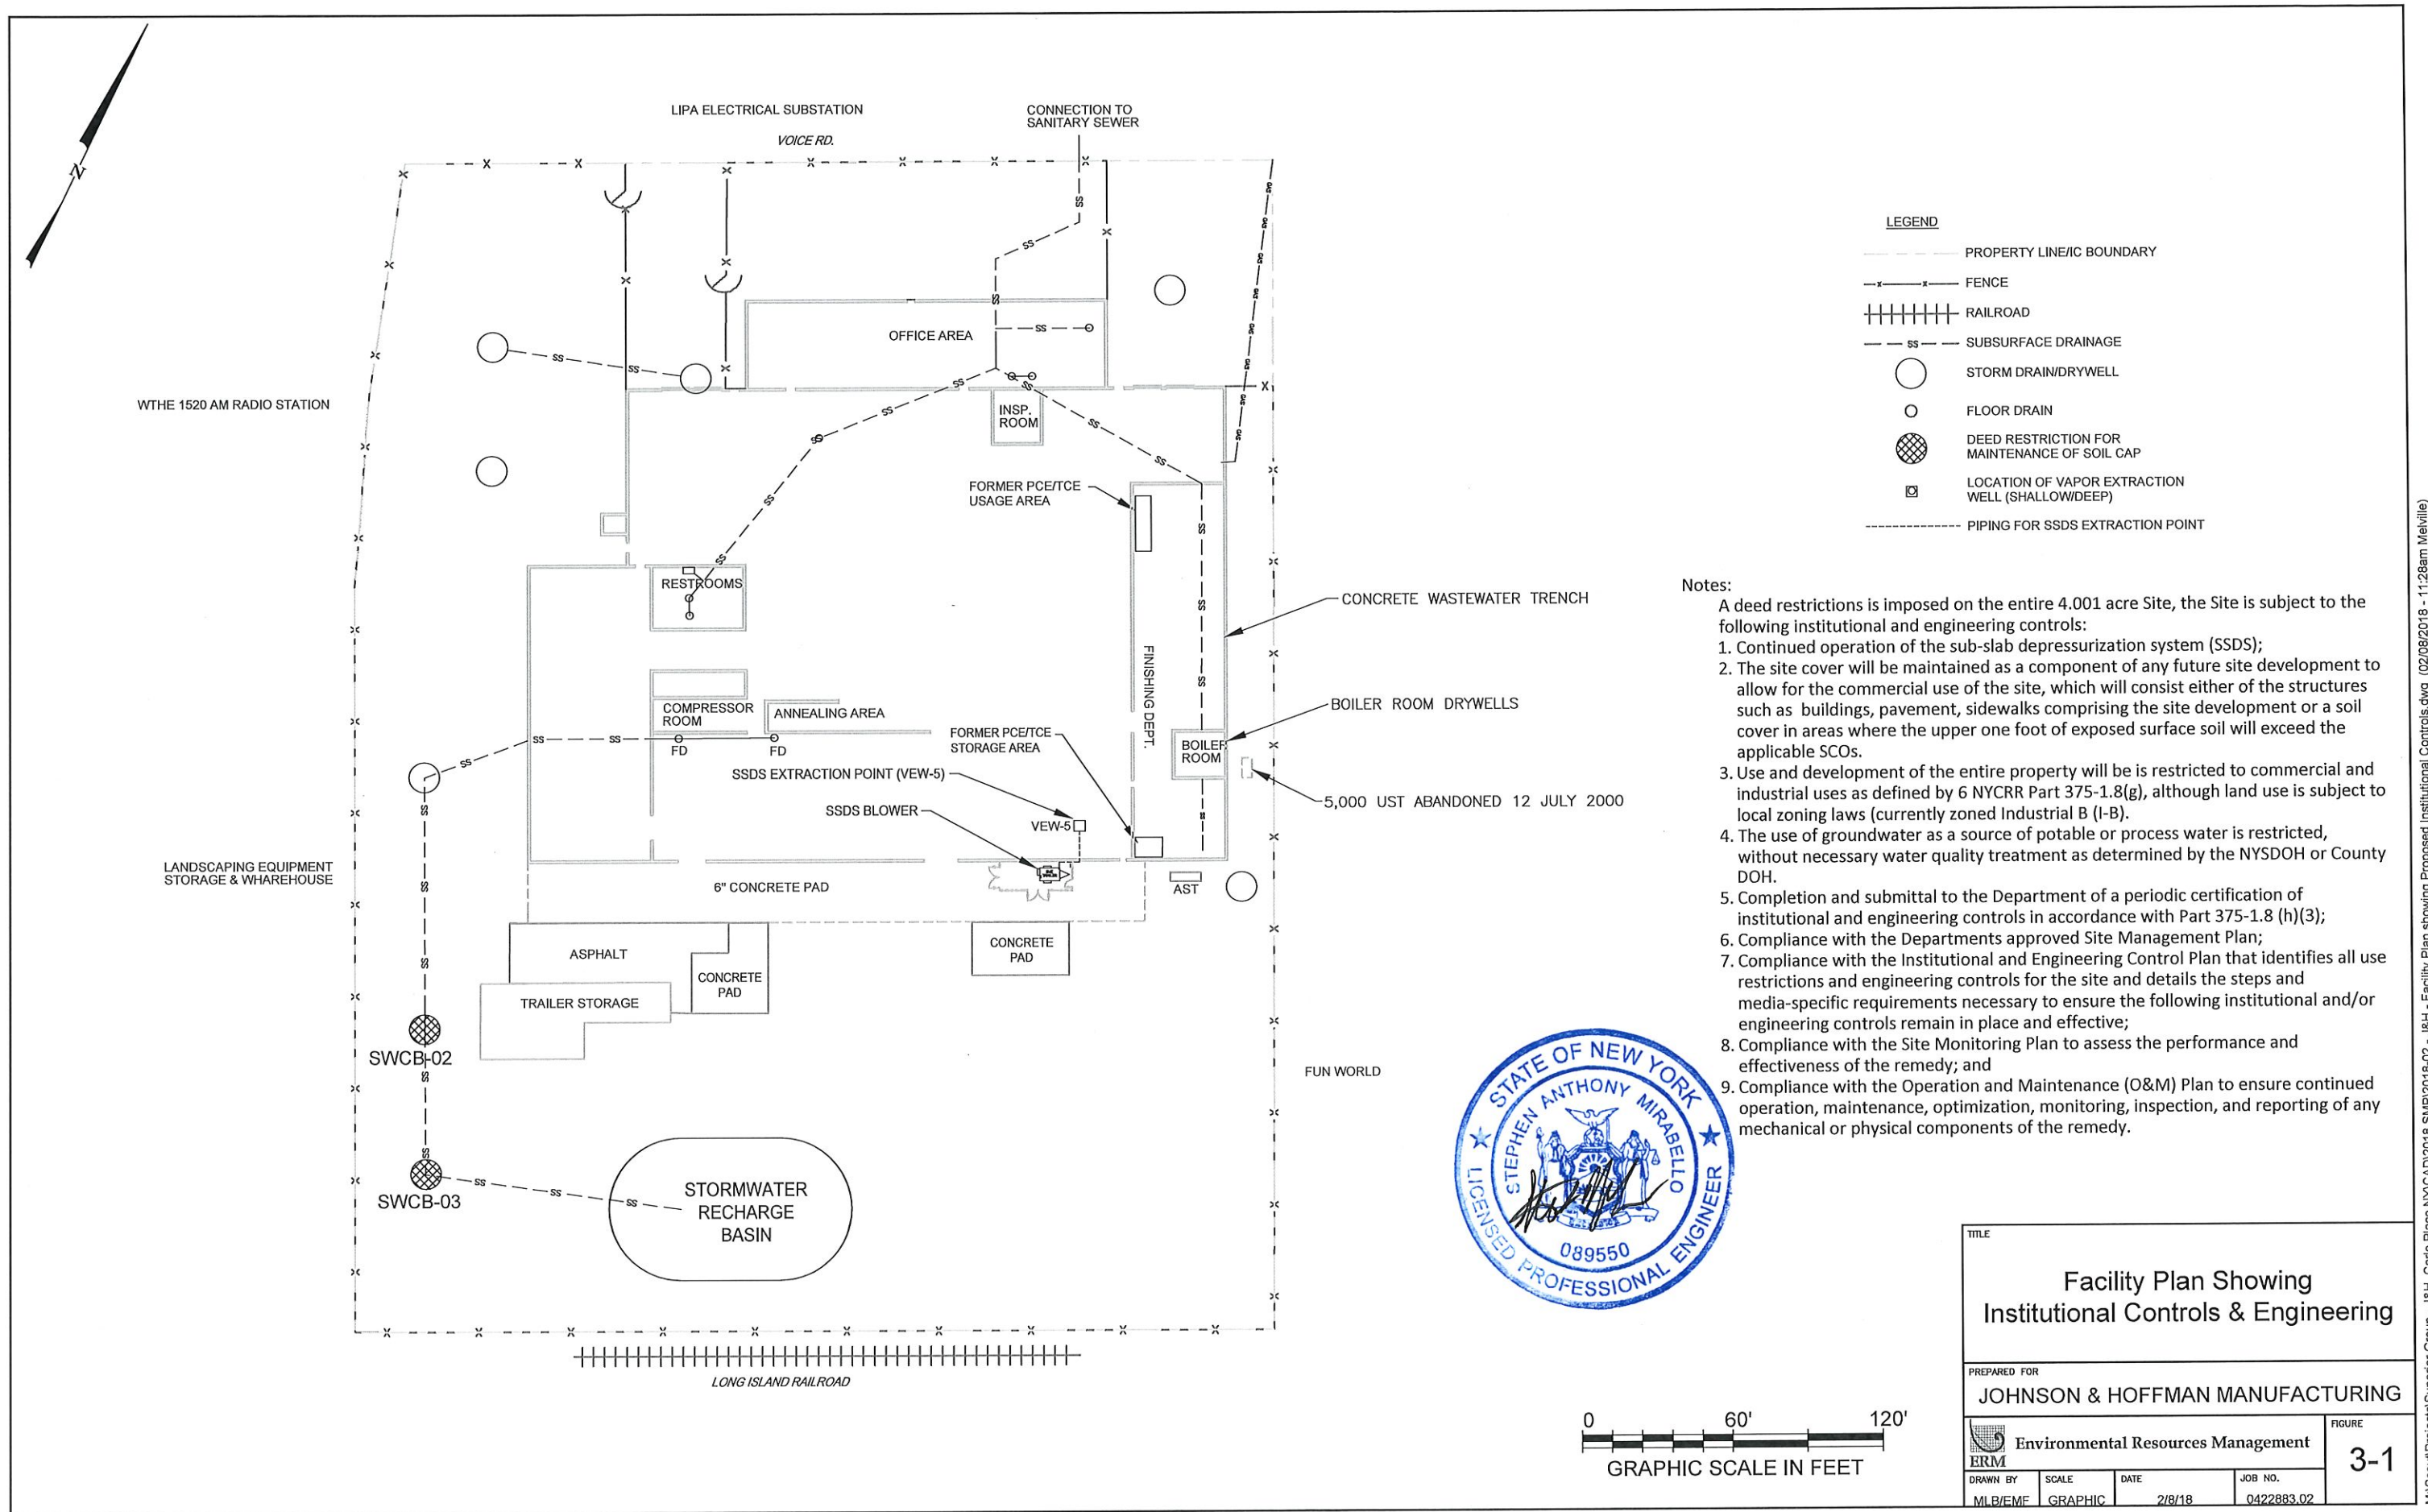 LIPA ELECTRICAL SUBSTATION
VOICE RD.
CONNECTION TO
SANITARY SEWER
N
WTHE 1520 AM RADIO STATION
OFFICE AREA
INSP.
ROOM
FORMER PCE/TCE
USAGE AREA
RESTROOMS
CONCRETE WASTEWATER TRENCH
FINISHING DEPT.
BOILER ROOM DRYWELLS
COMPRESSOR
ROOM
ANNEALING AREA
FD
FD
FORMER PCE/TCE
STORAGE AREA
BOILER
ROOM
SSDS EXTRACTION POINT (VEW-5)
SSDS BLOWER
VEW-5
5,000 UST ABANDONED 12 JULY 2000
LANDSCAPING EQUIPMENT
STORAGE & WHAREHOUSE
6" CONCRETE PAD
AST
ASPHALT
CONCRETE
PAD
CONCRETE
PAD
TRAILER STORAGE
SWCB-02
SWCB-03
FUN WORLD
STORMWATER
RECHARGE
BASIN
LONG ISLAND RAILROAD
LEGEND
PROPERTY LINE/IC BOUNDARY
FENCE
RAILROAD
SS SUBSURFACE DRAINAGE
STORM DRAIN/DRYWELL
FLOOR DRAIN
DEED RESTRICTION FOR
MAINTENANCE OF SOIL CAP
LOCATION OF VAPOR EXTRACTION
WELL (SHALLOW/DEEP)
PIPING FOR SSDS EXTRACTION POINT
Notes:
A deed restrictions is imposed on the entire 4.001 acre Site, the Site is subject to the
following institutional and engineering controls:
1. Continued operation of the sub-slab depressurization system (SSDS);
2. The site cover will be maintained as a component of any future site development to
allow for the commercial use of the site, which will consist either of the structures
such as buildings, pavement, sidewalks comprising the site development or a soil
cover in areas where the upper one foot of exposed surface soil will exceed the
applicable SCOs.
3. Use and development of the entire property will be is restricted to commercial and
industrial uses as defined by 6 NYCRR Part 375-1.8(g), although land use is subject to
local zoning laws (currently zoned Industrial B (I-B).
4. The use of groundwater as a source of potable or process water is restricted,
without necessary water quality treatment as determined by the NYSDOH or County
DOH.
5. Completion and submittal to the Department of a periodic certification of
institutional and engineering controls in accordance with Part 375-1.8 (h)(3);
6. Compliance with the Departments approved Site Management Plan;
7. Compliance with the Institutional and Engineering Control Plan that identifies all use
restrictions and engineering controls for the site and details the steps and
media-specific requirements necessary to ensure the following institutional and/or
engineering controls remain in place and effective;
8. Compliance with the Site Monitoring Plan to assess the performance and
effectiveness of the remedy; and
9. Compliance with the Operation and Maintenance (O&M) Plan to ensure continued
operation, maintenance, optimization, monitoring, inspection, and reporting of any
mechanical or physical components of the remedy.
STATE OF NEW YORK
STEPHEN ANTHONY MIRABELLO
089550
LICENSED PROFESSIONAL ENGINEER
0 60' 120'
GRAPHIC SCALE IN FEET
TITLE
Facility Plan Showing
Institutional Controls & Engineering
PREPARED FOR
JOHNSON & HOFFMAN MANUFACTURING
ERM
Environmental Resources Management
FIGURE
3-1
DRAWN BY
MLB/EMF
SCALE
GRAPHIC
DATE
2/8/18
JOB NO.
0422883.02
Facility Plan showing Proposed Institutional Controls.dwg (02/08/2018 - 11:28am Melville)